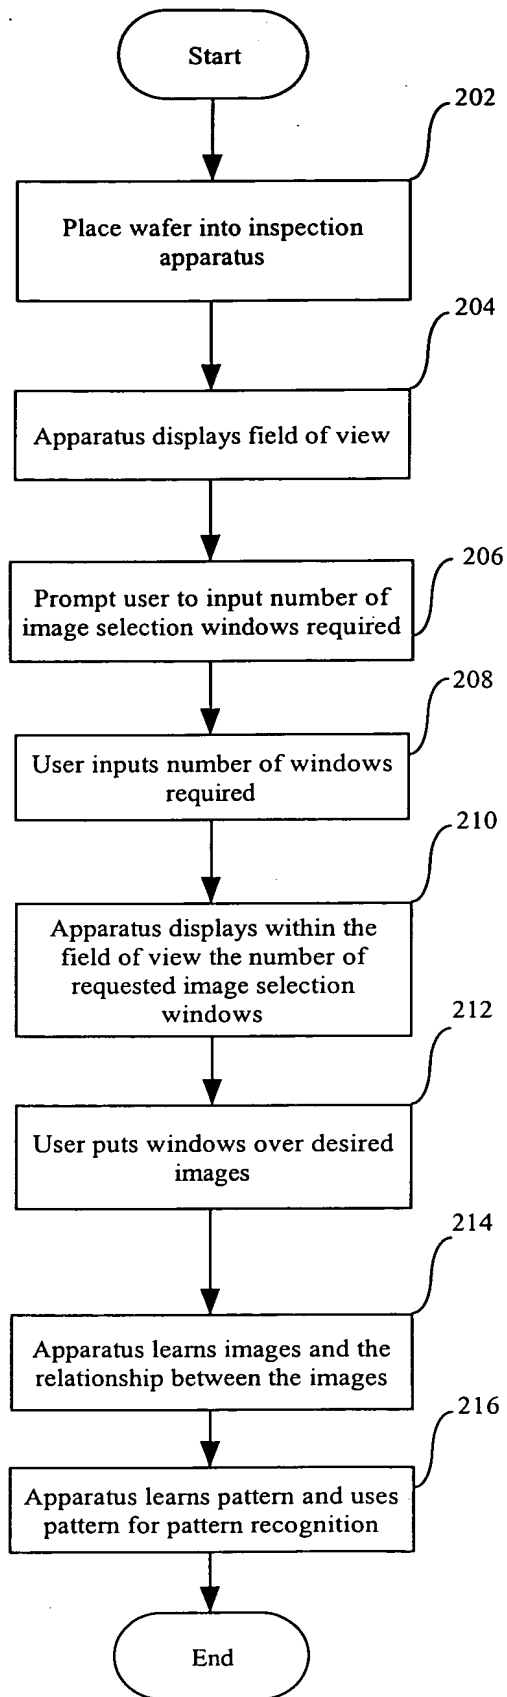 Start
202
Place wafer into inspection
apparatus
204
Apparatus displays field of view
206
Prompt user to input number of
image selection windows required
208
User inputs number of windows
required
210
Apparatus displays within the
field of view the number of
requested image selection
windows
212
User puts windows over desired
images
214
Apparatus learns images and the
relationship between the images
216
Apparatus learns pattern and uses
pattern for pattern recognition
End